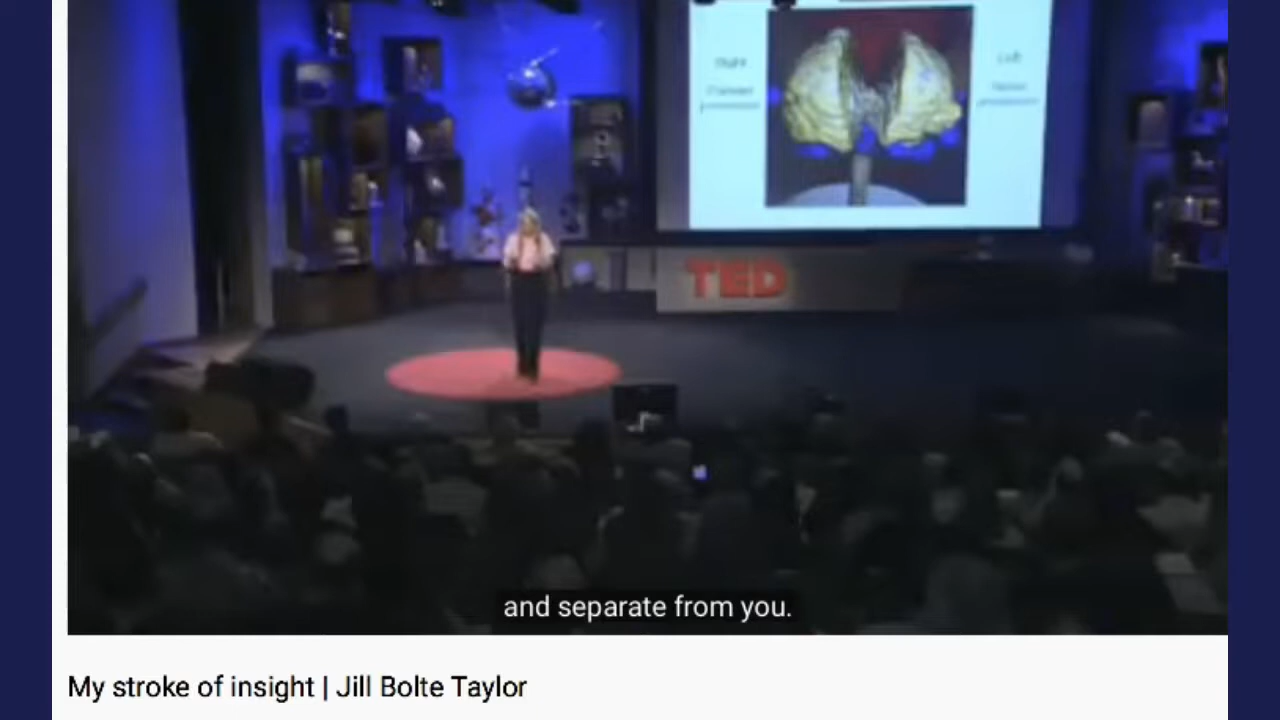 TED
and separate from you.
My stroke of insight | Jill Bolte Taylor